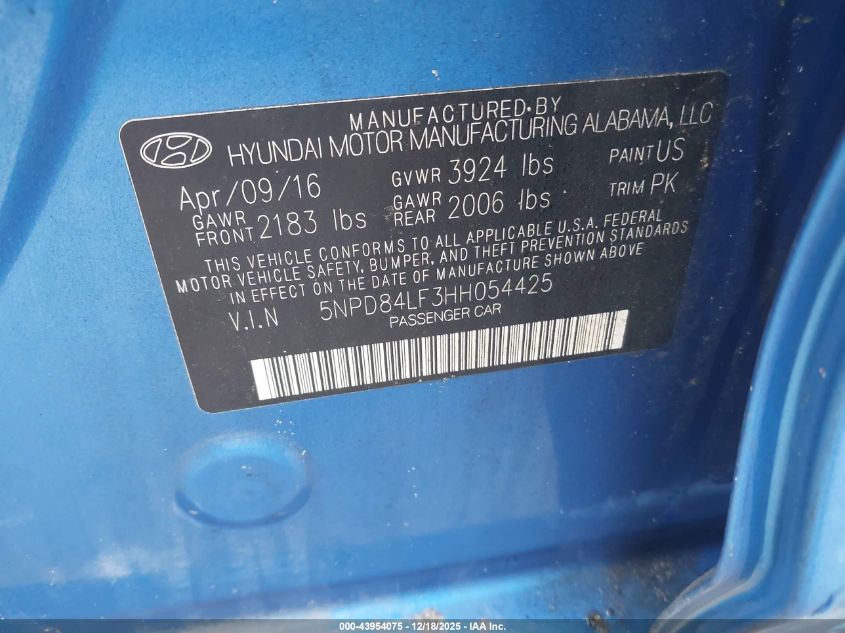 MANUFACTURED BY
HYUNDAI MOTOR MANUFACTURING ALABAMA, LLC
Apr/09/16 GVWR 3924 lbs PAINT US
GAWR FRONT 2183 lbs GAWR REAR 2006 lbs TRIM PK
THIS VEHICLE CONFORMS TO ALL APPLICABLE U.S.A. FEDERAL
MOTOR VEHICLE SAFETY, BUMPER, AND THEFT PREVENTION STANDARDS
IN EFFECT ON THE DATE OF MANUFACTURE SHOWN ABOVE
V.I.N 5NPD84LF3HH054425
PASSENGER CAR
000-43954075 - 12/18/2025 - IAA Inc.